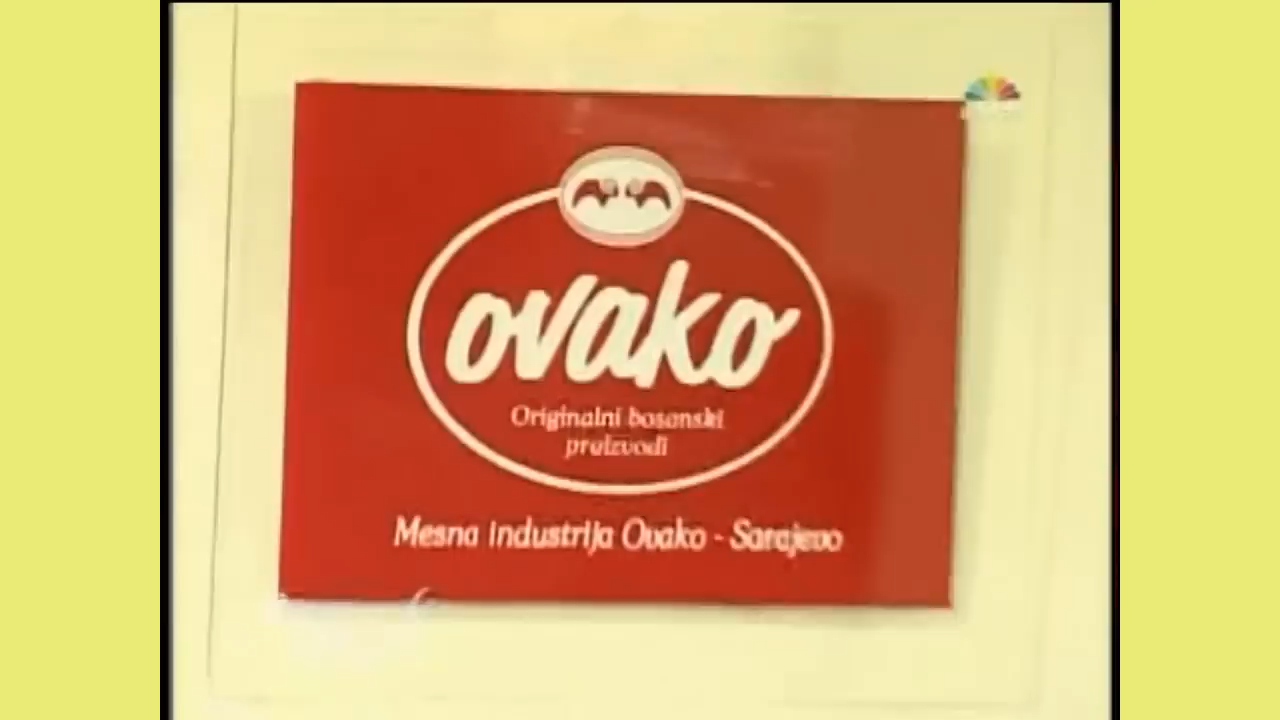 ovako
Originalni bosanski
proizvodi
Mesna industrija Ovako - Sarajevo